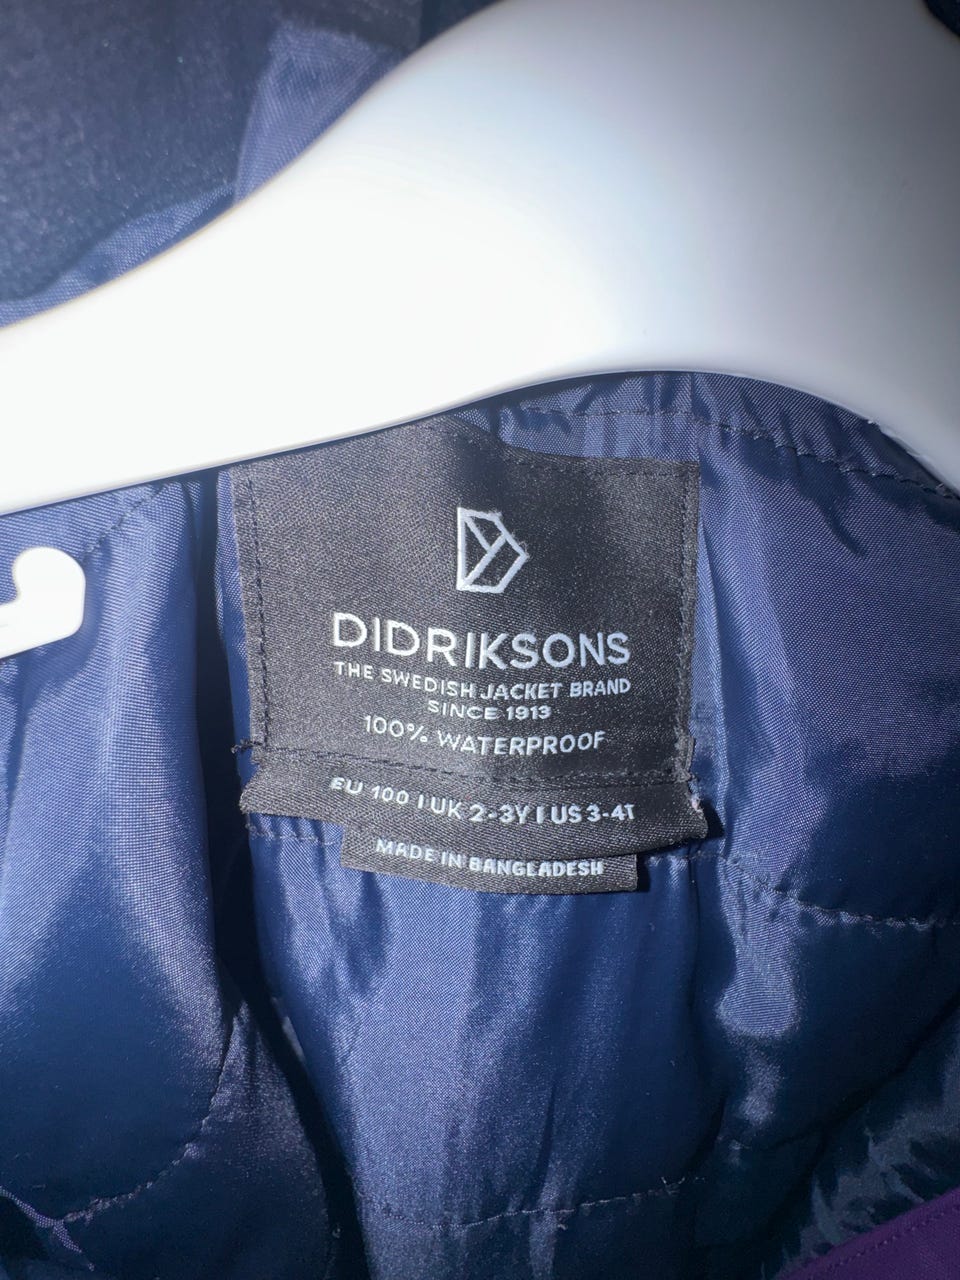 DIDRIKSONS
THE SWEDISH JACKET BRAND
SINCE 1913
100% WATERPROOF
EU 100 | UK 2-3Y | US 3-4T
MADE IN BANGLADESH